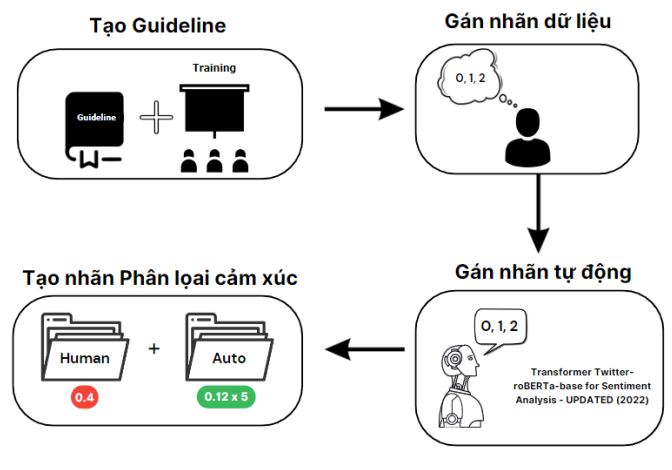 Tạo Guideline
Training
Guideline
Gán nhãn dữ liệu
0, 1, 2
Gán nhãn tự động
0, 1, 2
Transformer Twitter-
roBERTa-base for Sentiment
Analysis - UPDATED (2022)
Tạo nhãn Phân lọai cảm xúc
Human
+
Auto
0.4
0.12 x 5